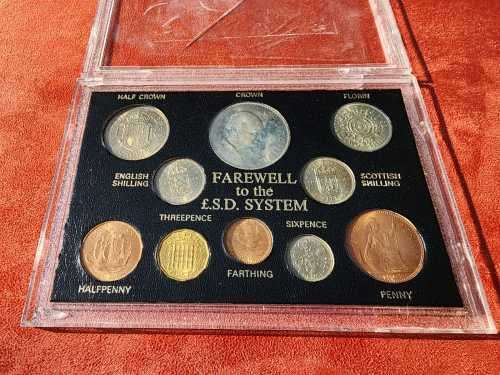 HALF CROWN
CROWN
FLORIN
ENGLISH
SHILLING
FAREWELL
to the
£.S.D. SYSTEM
SCOTTISH
SHILLING
THREEPENCE
SIXPENCE
HALFPENNY
FARTHING
PENNY